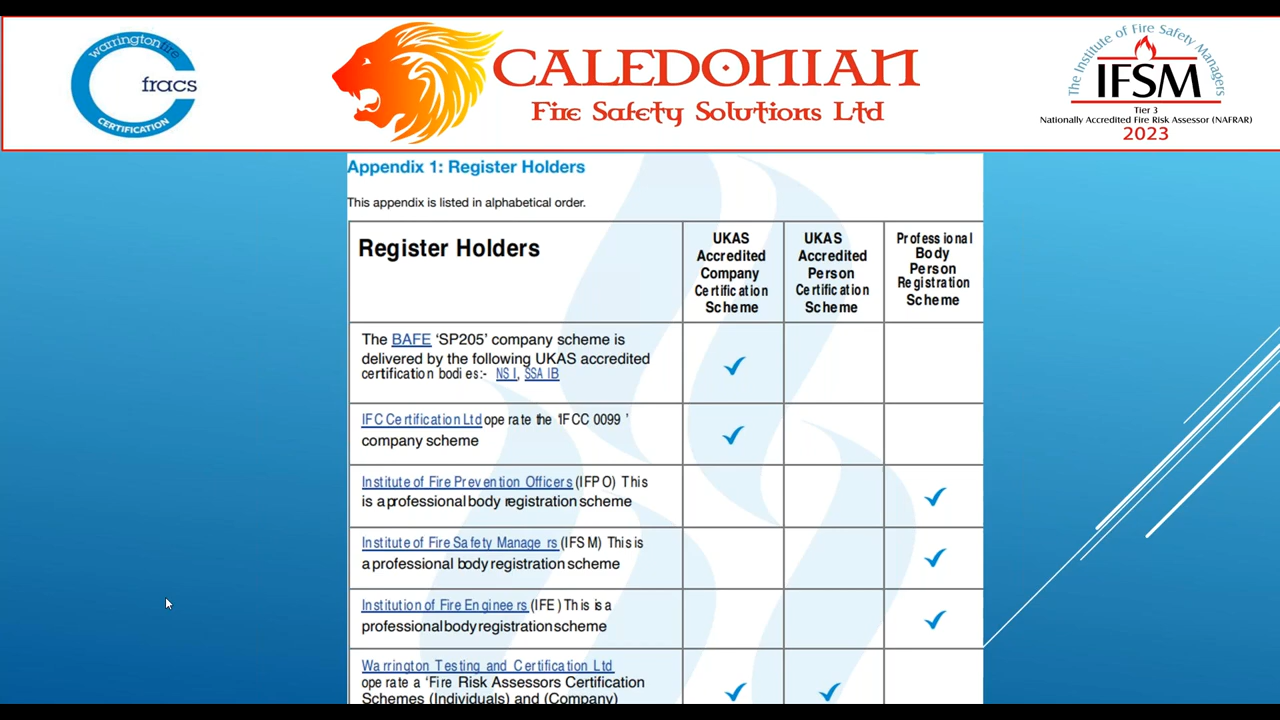 warringtonfire
fracs
CERTIFICATION
CALEDONIAN
Fire Safety Solutions Ltd
The Institute of Fire Safety Managers
IFSM
Tier 3
Nationally Accredited Fire Risk Assessor (NAFRAR)
2023
Appendix 1: Register Holders
This appendix is listed in alphabetical order.
Register Holders
UKAS
Accredited
Company
Certification
Scheme
UKAS
Accredited
Person
Certification
Scheme
Professional
Body
Person
Registration
Scheme
The BAFE ‘SP205’ company scheme is
delivered by the following UKAS accredited
certification bodies:- NSI, SSAIB
IFC Certification Ltd operate the ‘IFCC 0099 ’
company scheme
Institute of Fire Prevention Officers (IFPO) This
is a professional body registration scheme
Institute of Fire Safety Managers (IFSM) This is
a professional body registration scheme
Institution of Fire Engineers (IFE) This is a
professional body registration scheme
Warrington Testing and Certification Ltd
operate a ‘Fire Risk Assessors Certification
Schemes (Individuals) and (Company)